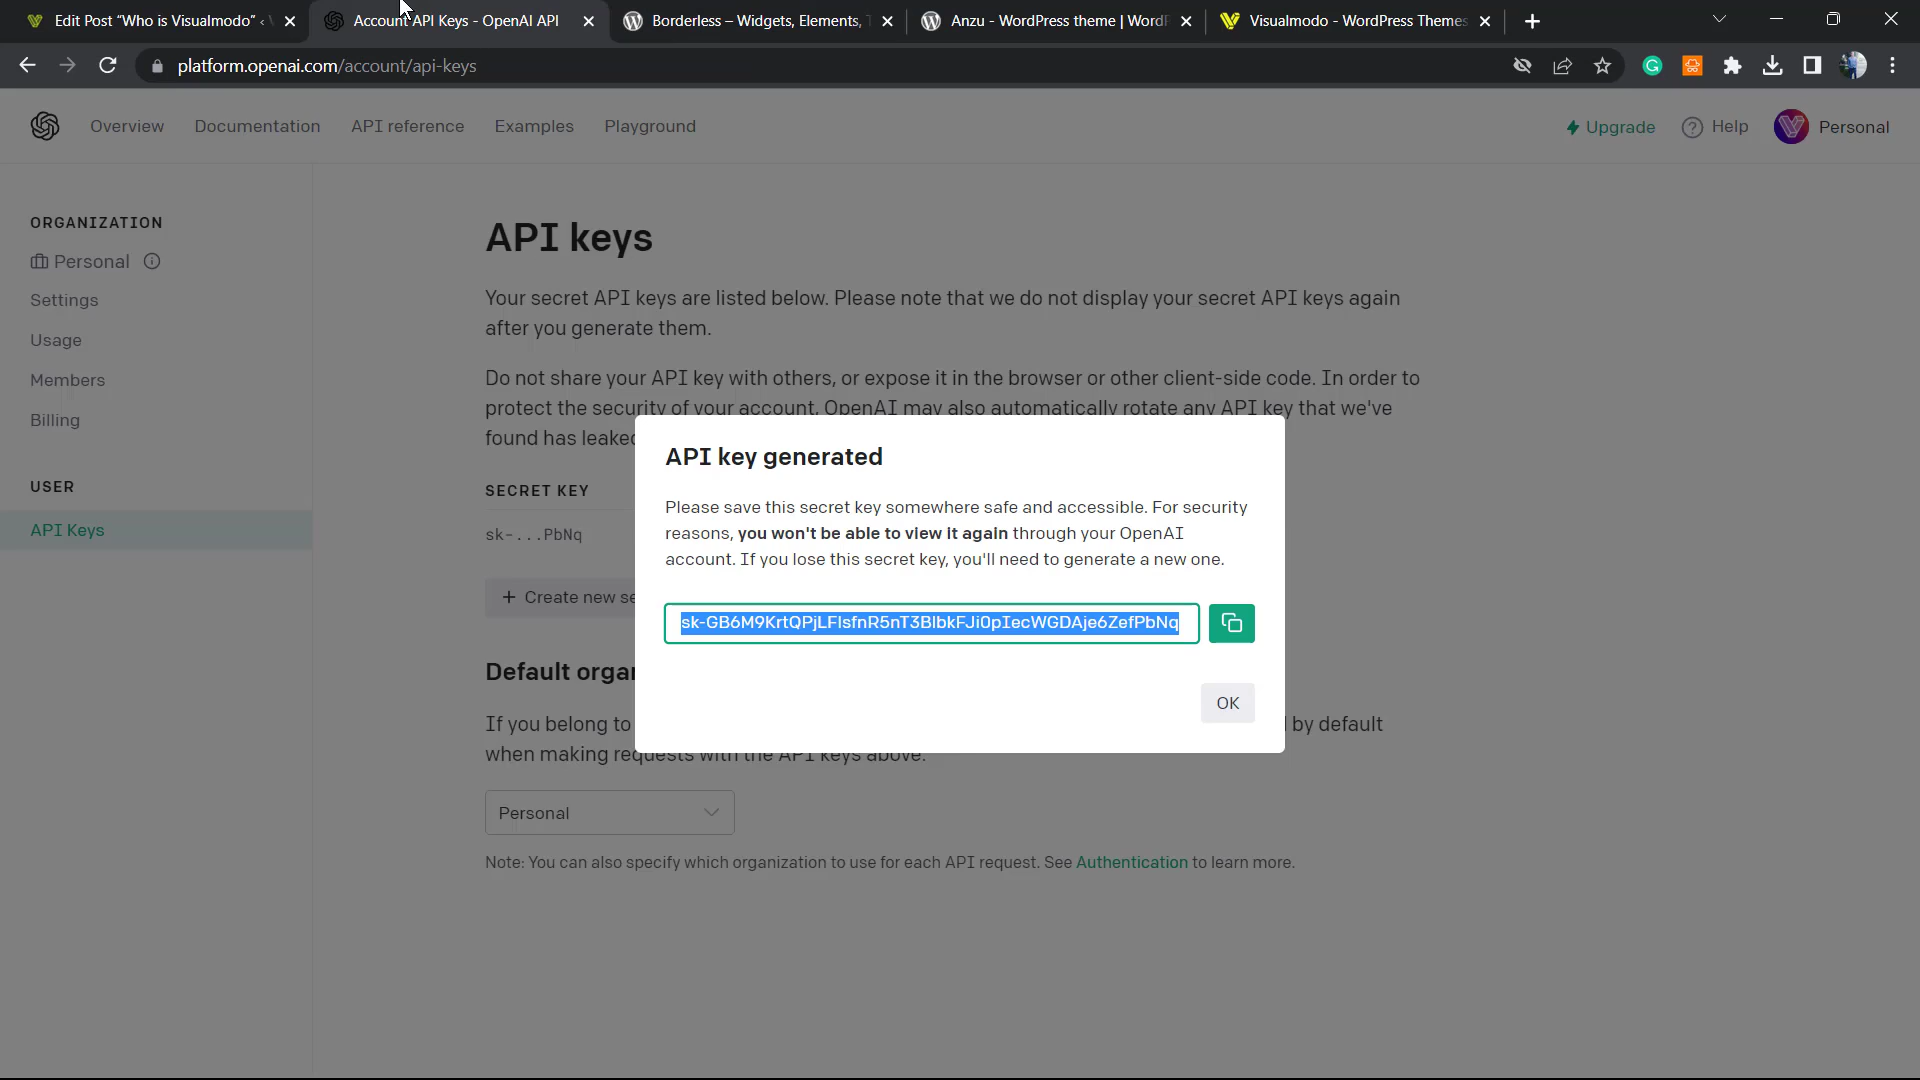 Edit Post “Who is Visualmodo” ‹
Account API Keys - OpenAI API
Borderless – Widgets, Elements,
Anzu - WordPress theme | WordP
Visualmodo - WordPress Themes
platform.openai.com/account/api-keys
Overview
Documentation
API reference
Examples
Playground
Upgrade
Help
Personal
ORGANIZATION
Personal
Settings
Usage
Members
Billing
USER
API Keys
API keys
Your secret API keys are listed below. Please note that we do not display your secret API keys again
after you generate them.
Do not share your API key with others, or expose it in the browser or other client-side code. In order to
protect the security of your account, OpenAI may also automatically rotate any API key that we've
found has leaked
SECRET KEY
sk-...PbNq
+ Create new se
API key generated
Please save this secret key somewhere safe and accessible. For security
reasons, you won't be able to view it again through your OpenAI
account. If you lose this secret key, you'll need to generate a new one.
OK
Default organ
If you belong to
by default
when making requests with the API keys above.
Personal
Note: You can also specify which organization to use for each API request. See Authentication to learn more.